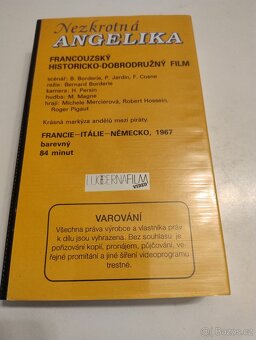 Nezkrotná
ANGELIKA
FRANCOUZSKÝ
HISTORICKO-DOBRODRUŽNÝ FILM
scénář: B. Borderie, P. Jardin, F. Cosne
režie: Bernard Borderie
kamera: H. Persin
hudba: M. Magne
hrají: Michele Mercierová, Robert Hossein,
Roger Pigaut
Krásná markýza andělů mezi piráty.
FRANCIE-ITÁLIE-NĚMECKO, 1967
barevný
84 minut
LUCERNAFILM
VIDEO
VAROVÁNÍ
Všechna práva výrobce a vlastníka práv
k dílu jsou vyhrazena. Bez souhlasu je
pořizování kopií, pronájem, půjčování, ve-
řejné promítání a jiné šíření videoprogramu
trestné.
Bazoš.cz